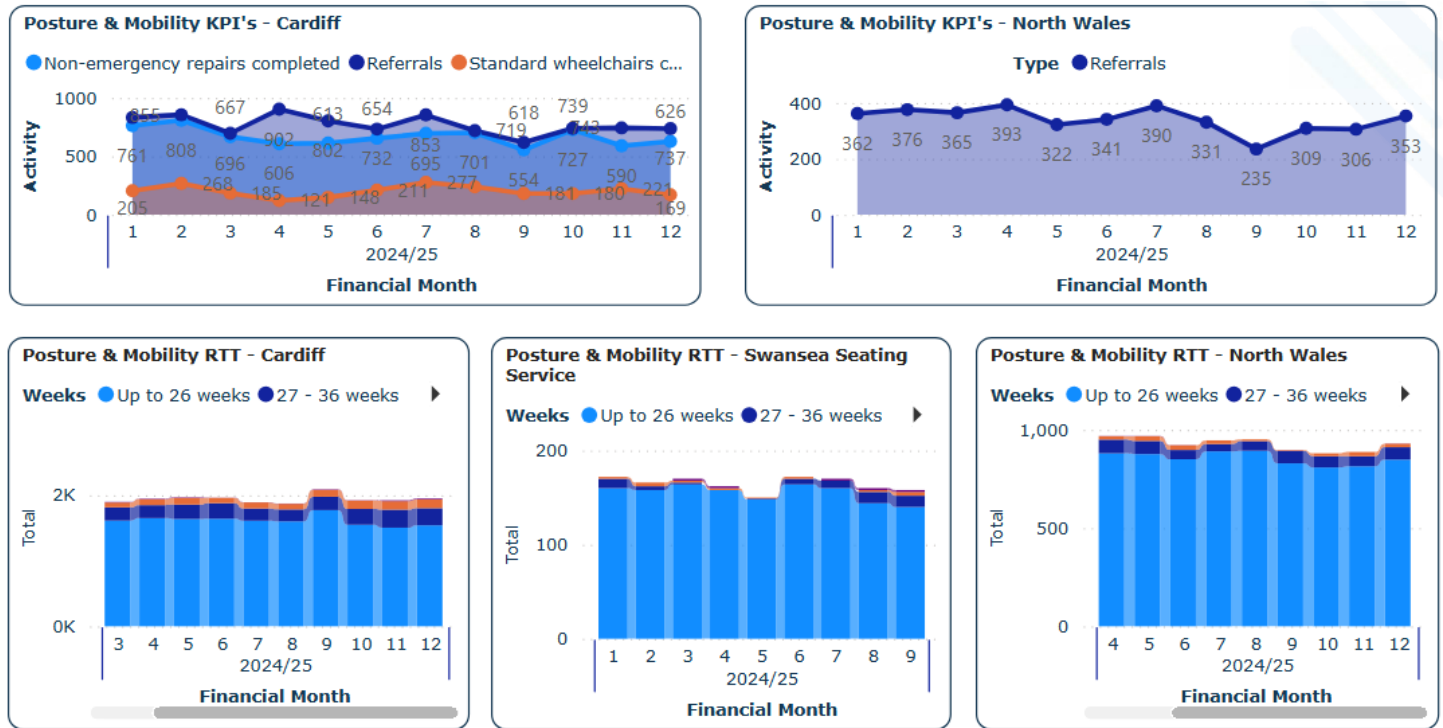 Posture & Mobility KPI's - Cardiff
Non-emergency repairs completed Referrals Standard wheelchairs c...
1000
500
0
Activity
855 667 613 654 618 739 626
902 802 853 719 743
761 808 696 606 732 695 701 554 727 590 737
205 268 185 121 148 211 277 181 180 221 169
1 2 3 4 5 6 7 8 9 10 11 12
2024/25
Financial Month
Posture & Mobility KPI's - North Wales
Type Referrals
400
200
0
Activity
362 376 365 393 322 341 390 331 235 309 306 353
1 2 3 4 5 6 7 8 9 10 11 12
2024/25
Financial Month
Posture & Mobility RTT - Cardiff
Weeks Up to 26 weeks 27 - 36 weeks
2K
0K
Total
3 4 5 6 7 8 9 10 11 12
2024/25
Financial Month
Posture & Mobility RTT - Swansea Seating
Service
Weeks Up to 26 weeks 27 - 36 weeks
200
100
0
Total
1 2 3 4 5 6 7 8 9
2024/25
Financial Month
Posture & Mobility RTT - North Wales
Weeks Up to 26 weeks 27 - 36 weeks
1,000
500
0
Total
4 5 6 7 8 9 10 11 12
2024/25
Financial Month